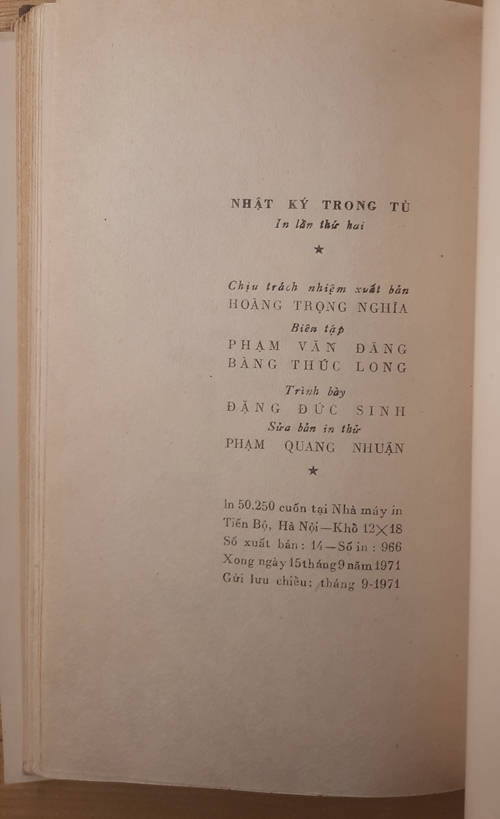 NHẬT KÝ TRONG TÙ
In lần thứ hai
Chịu trách nhiệm xuất bản
HOÀNG TRỌNG NGHĨA
Biên tập
PHẠM VĂN ĐĂNG
BÀNG THÚC LONG
Trình bày
ĐẶNG ĐỨC SINH
Sửa bản in thử
PHẠM QUANG NHUẬN
In 50.250 cuốn tại Nhà máy in
Tiến Bộ, Hà Nội—Khổ 12×18
Số xuất bản: 14—Số in: 966
Xong ngày 15 tháng 9 năm 1971
Gửi lưu chiểu: tháng 9-1971